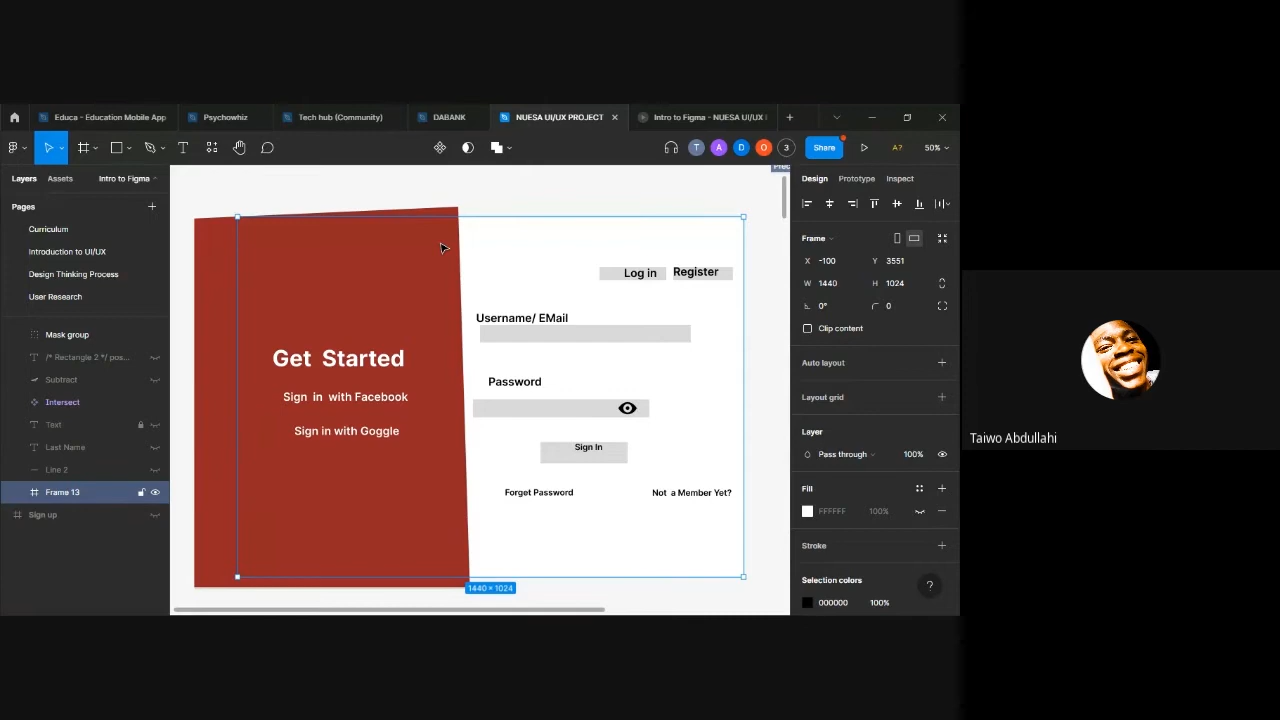 Educa - Education Mobile App
Psychowhiz
Tech hub (Community)
DABANK
NUESA UI/UX PROJECT
Intro to Figma - NUESA UI/UX
T
A
D
O
3
Share
A?
50%
Layers
Assets
Intro to Figma
Design
Prototype
Inspect
Pages
Curriculum
Introduction to UI/UX
Design Thinking Process
User Research
Mask group
/* Rectangle 2 */ pos...
Subtract
Intersect
Text
Last Name
Line 2
Frame 13
Sign up
Get Started
Sign in with Facebook
Sign in with Goggle
Log in
Register
Username/ EMail
Password
Sign In
Forget Password
Not a Member Yet?
1440 × 1024
Frame
X -100
Y 3551
W 1440
H 1024
0°
0
Clip content
Auto layout
Layout grid
Layer
Pass through
100%
Fill
FFFFFF
100%
Stroke
Selection colors
000000
100%
?
Taiwo Abdullahi